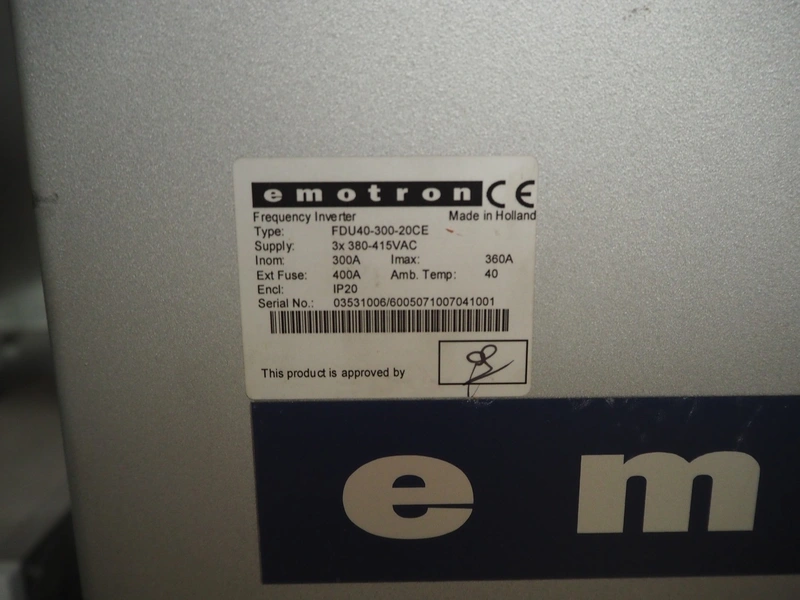 emotron CE
Frequency Inverter Made in Holland
Type: FDU40-300-20CE
Supply: 3x 380-415VAC
Inom: 300A Imax: 360A
Ext Fuse: 400A Amb. Temp: 40
Encl: IP20
Serial No.: 03531006/6005071007041001
This product is approved by
em